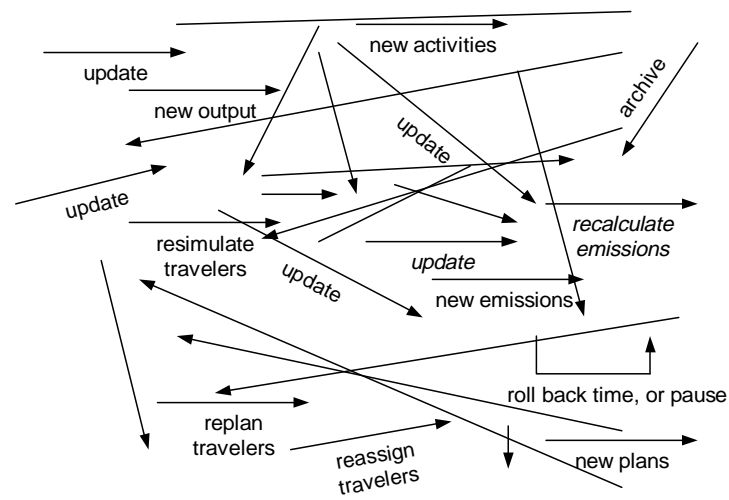 new activities
update
archive
new output
update
update
recalculate
emissions
resimulate
travelers
update
update
new emissions
roll back time, or pause
replan
travelers
reassign
travelers
new plans